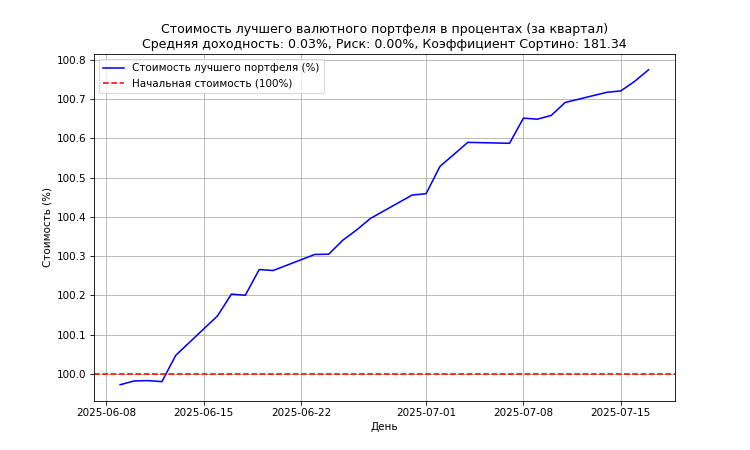 Стоимость лучшего валютного портфеля в процентах (за квартал)
Средняя доходность: 0.03%, Риск: 0.00%, Коэффициент Сортино: 181.34
Стоимость лучшего портфеля (%)
Начальная стоимость (100%)
Стоимость (%)
100.8
100.7
100.6
100.5
100.4
100.3
100.2
100.1
100.0
2025-06-08
2025-06-15
2025-06-22
2025-07-01
2025-07-08
2025-07-15
День